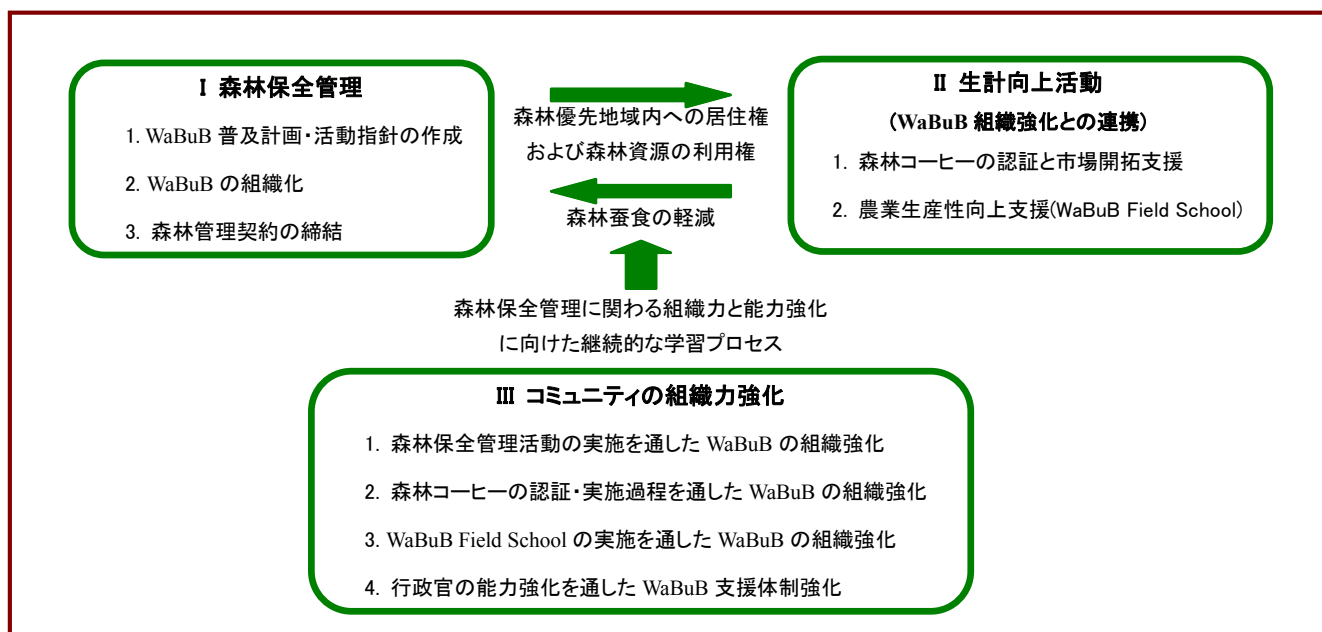 I 森林保全管理
1. WaBuB 普及計画・活動指針の作成
2. WaBuB の組織化
3. 森林管理契約の締結
森林優先地域内への居住権
および森林資源の利用権
森林蚕食の軽減
II 生計向上活動
(WaBuB 組織強化との連携)
1. 森林コーヒーの認証と市場開拓支援
2. 農業生産性向上支援(WaBuB Field School)
森林保全管理に関わる組織力と能力強化
に向けた継続的な学習プロセス
III コミュニティの組織力強化
1. 森林保全管理活動の実施を通した WaBuB の組織強化
2. 森林コーヒーの認証・実施過程を通した WaBuB の組織強化
3. WaBuB Field School の実施を通した WaBuB の組織強化
4. 行政官の能力強化を通した WaBuB 支援体制強化